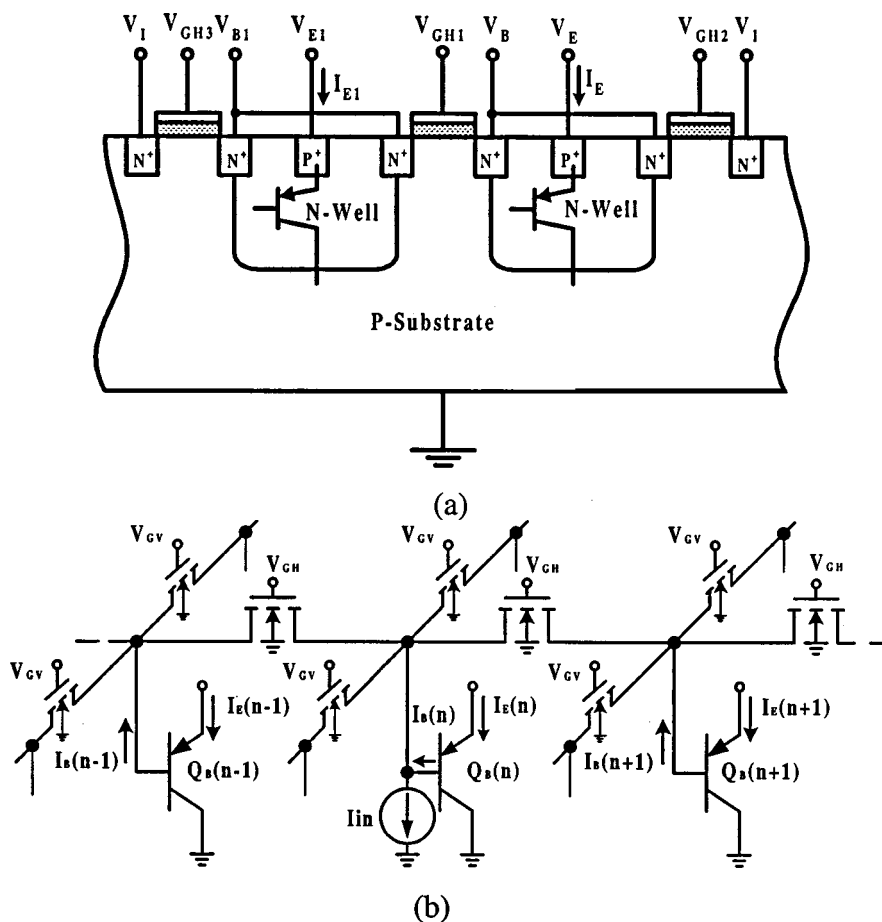 V_I V_GH3 V_B1 V_E1 V_GH1 V_B V_E V_GH2 V_I
I_E1 I_E
N+ N+ P+ N+ N+ P+ N+ N+
N-Well N-Well
P-Substrate
(a)
V_GV V_GV V_GV
V_GH V_GH V_GH
V_GV V_GV V_GV
I_B(n-1) I_E(n-1) I_B(n) I_E(n) I_B(n+1) I_E(n+1)
Q_B(n-1) Q_B(n) Q_B(n+1)
Iin
(b)